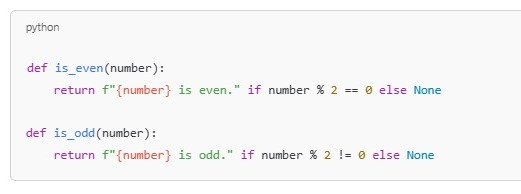 python
def is_even(number):
    return f"{number} is even." if number % 2 == 0 else None
def is_odd(number):
    return f"{number} is odd." if number % 2 != 0 else None